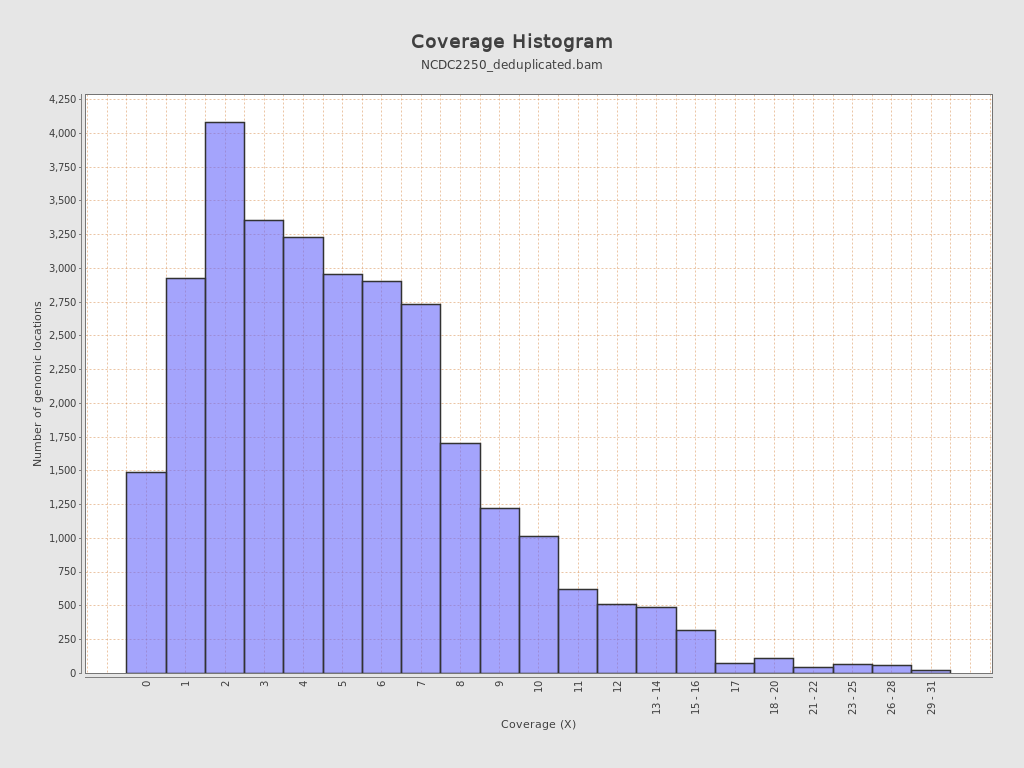 Coverage Histogram
NCDC2250_deduplicated.bam
Number of genomic locations
4,250
4,000
3,750
3,500
3,250
3,000
2,750
2,500
2,250
2,000
1,750
1,500
1,250
1,000
750
500
250
0
0
1
2
3
4
5
6
7
8
9
10
11
12
13 - 14
15 - 16
17
18 - 20
21 - 22
23 - 25
26 - 28
29 - 31
Coverage (X)